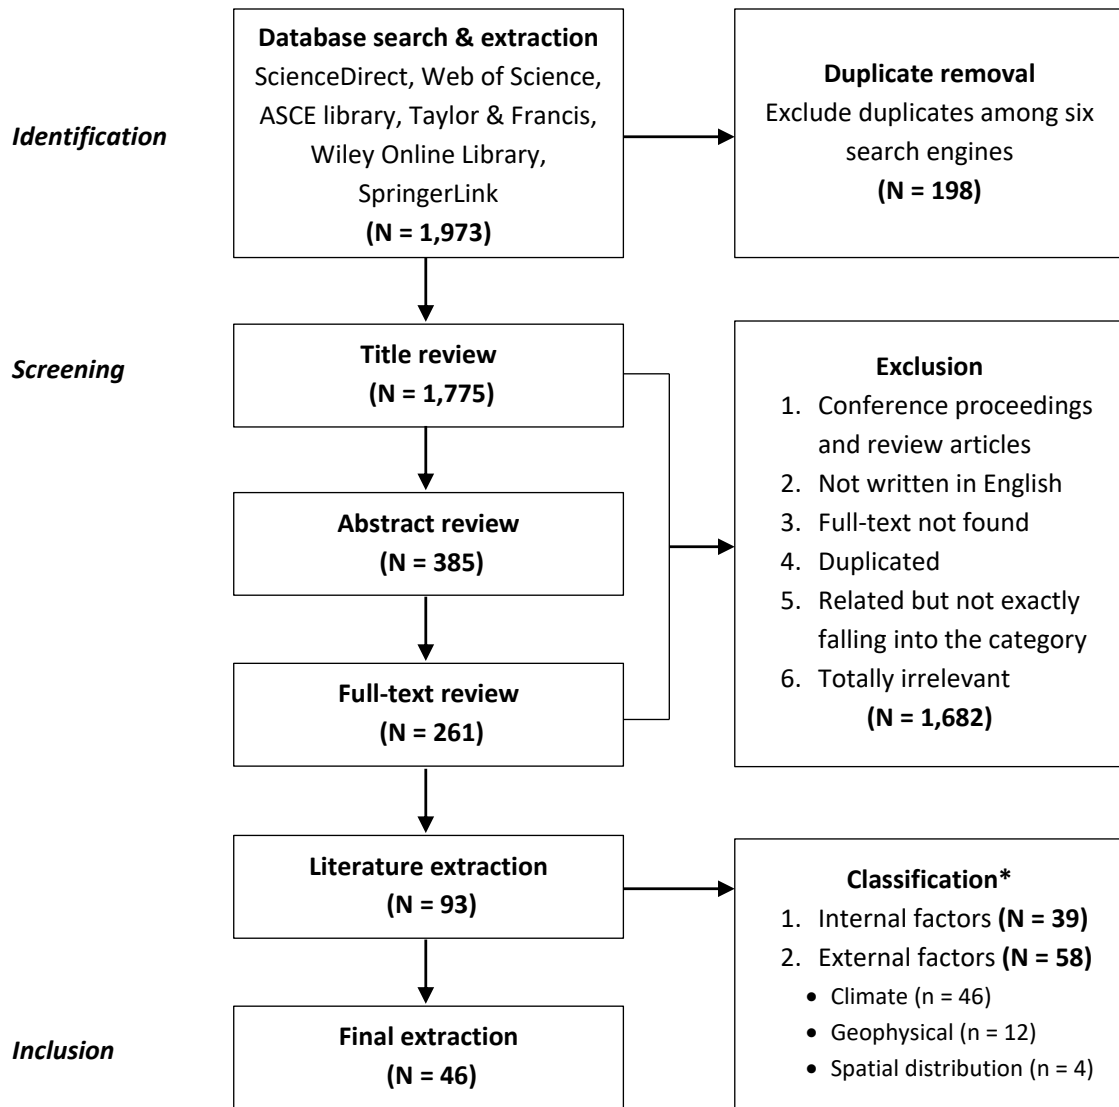 Database search & extraction
ScienceDirect, Web of Science,
ASCE library, Taylor & Francis,
Wiley Online Library,
SpringerLink
(N = 1,973)
Duplicate removal
Exclude duplicates among six
search engines
(N = 198)
Identification
Screening
Title review
(N = 1,775)
Abstract review
(N = 385)
Full-text review
(N = 261)
Exclusion
1. Conference proceedings
and review articles
2. Not written in English
3. Full-text not found
4. Duplicated
5. Related but not exactly
falling into the category
6. Totally irrelevant
(N = 1,682)
Literature extraction
(N = 93)
Classification*
1. Internal factors (N = 39)
2. External factors (N = 58)
• Climate (n = 46)
• Geophysical (n = 12)
• Spatial distribution (n = 4)
Inclusion
Final extraction
(N = 46)